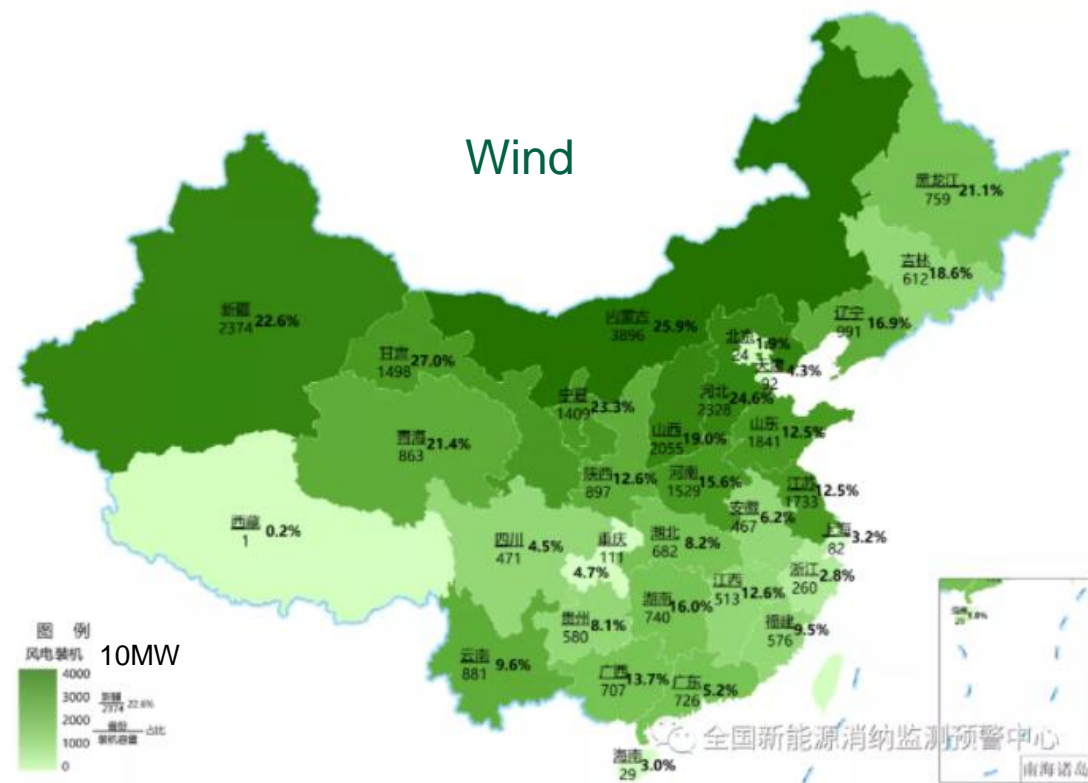 Wind
黑龙江
759 21.1%
吉林
612 18.6%
辽宁
991 16.9%
新疆
2374 22.6%
内蒙古
3896 25.9%
北京
24 1.9%
天津
92 4.3%
甘肃
1498 27.0%
宁夏
1409 23.3%
河北
2328 24.6%
山西
2055 19.0%
山东
1841 12.5%
青海
863 21.4%
陕西
897 12.6%
河南
1529 15.6%
江苏
1733 12.5%
安徽
467 6.2%
上海
82 3.2%
西藏
1 0.2%
四川
471 4.5%
重庆
111
4.7%
湖北
682 8.2%
浙江
260 2.8%
江西
513 12.6%
湖南
740 16.0%
贵州
580 8.1%
福建
576 9.5%
云南
881 9.6%
广西
707 13.7%
广东
726 5.2%
海南
29 3.0%
图 例
风电装机 10MW
4000
3000
2000
1000
0
新疆
2374 22.6%
省份
装机容量 占比
全国新能源消纳监测预警中心
南海诸岛